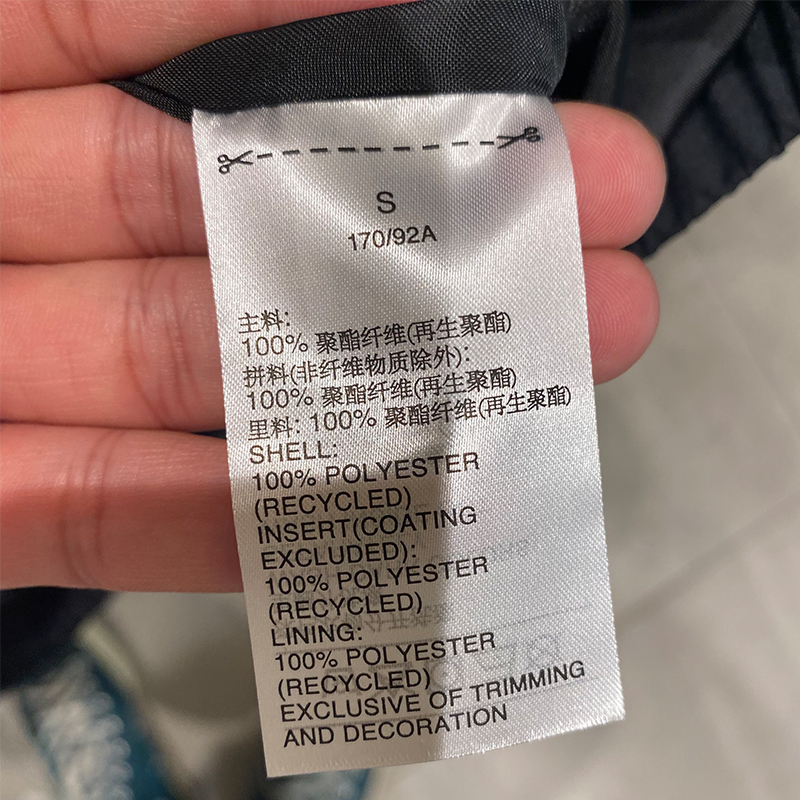 S
170/92A
主料:
100% 聚酯纤维(再生聚酯)
拼料(非纤维物质除外):
100% 聚酯纤维(再生聚酯)
里料: 100% 聚酯纤维(再生聚酯)
SHELL:
100% POLYESTER
(RECYCLED)
INSERT(COATING
EXCLUDED):
100% POLYESTER
(RECYCLED)
LINING:
100% POLYESTER
(RECYCLED)
EXCLUSIVE OF TRIMMING
AND DECORATION